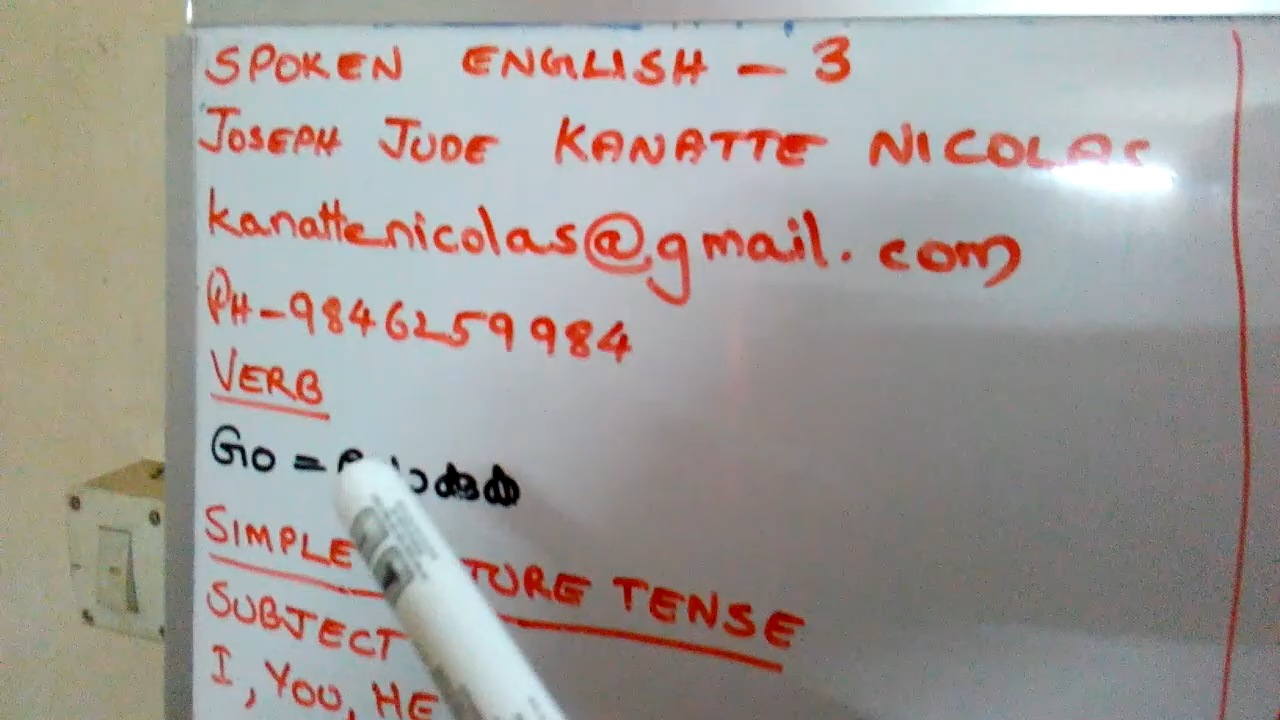 SPOKEN ENGLISH - 3
JOSEPH JUDE KANATTE NICOLAS
kanattenicolas@gmail.com
PH-9846259984
VERB
GO =
SIMPLE TENSE
SUBJECT
I, YOU, HE